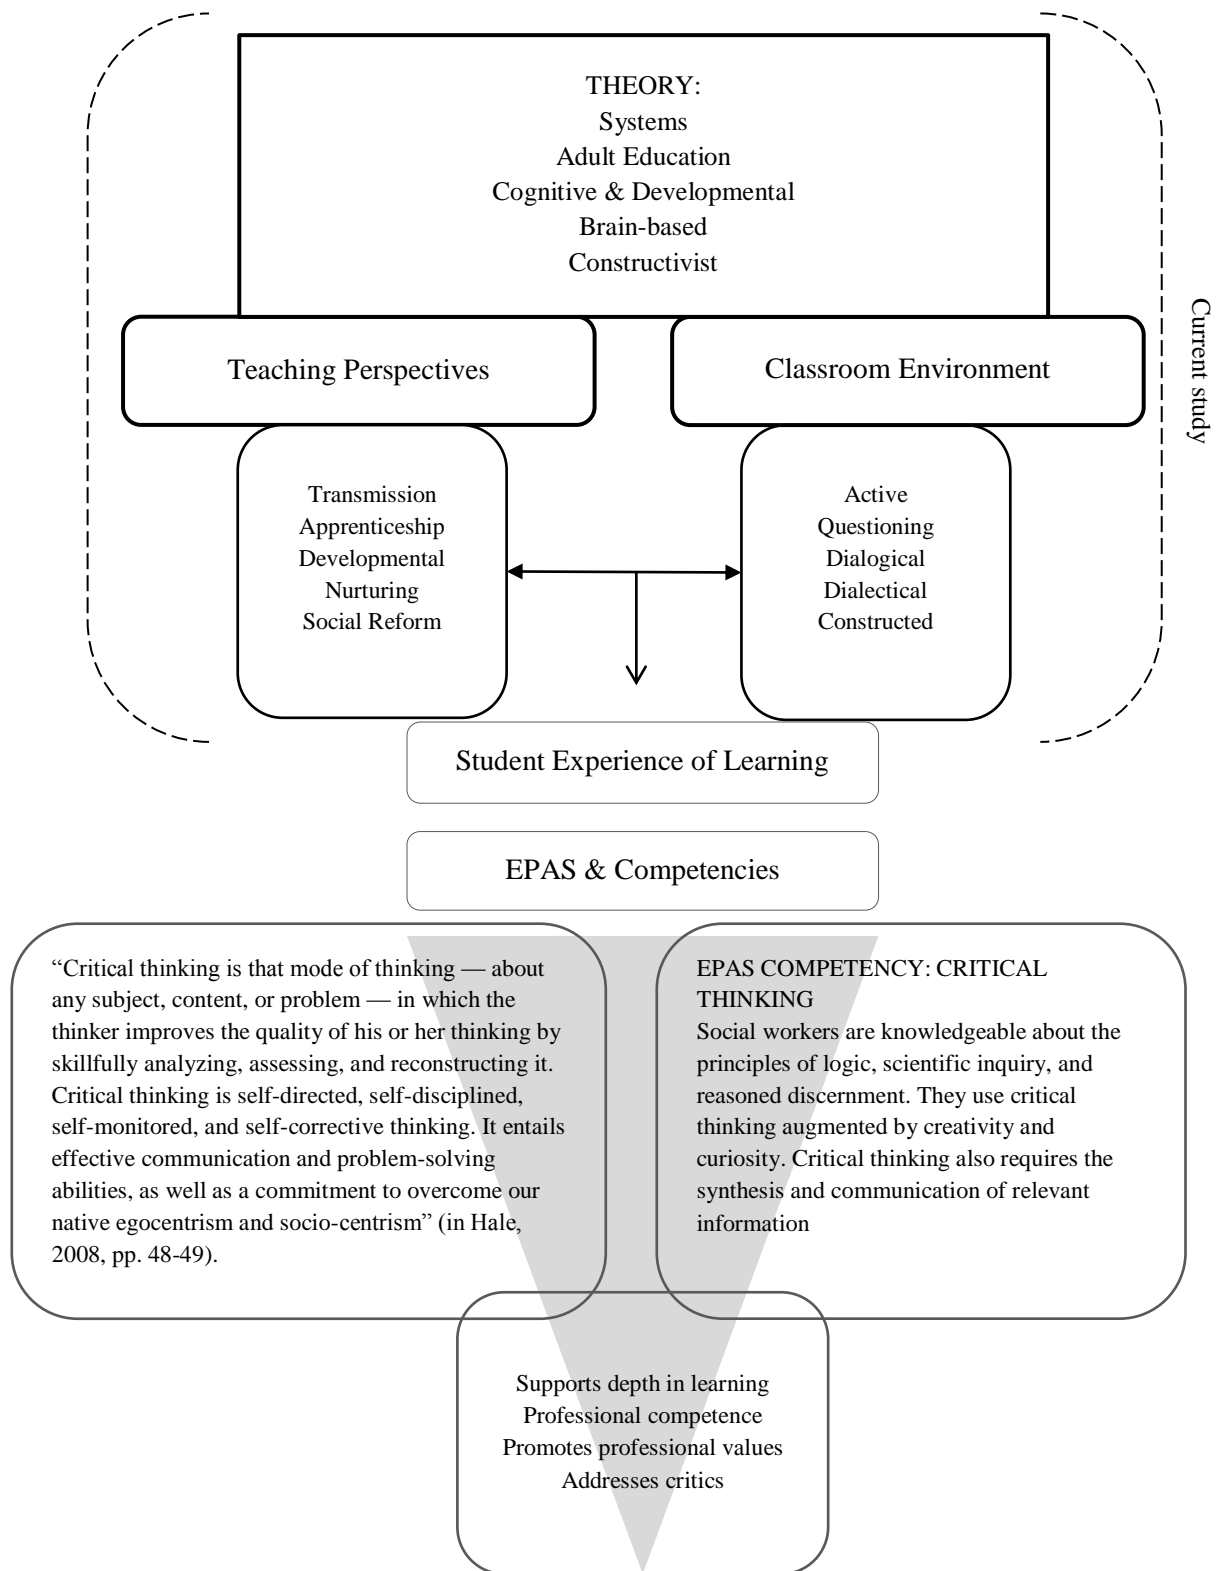 THEORY:
Systems
Adult Education
Cognitive & Developmental
Brain-based
Constructivist
Current study
Teaching Perspectives
Classroom Environment
Transmission
Apprenticeship
Developmental
Nurturing
Social Reform
Active
Questioning
Dialogical
Dialectical
Constructed
Student Experience of Learning
EPAS & Competencies
“Critical thinking is that mode of thinking — about
any subject, content, or problem — in which the
thinker improves the quality of his or her thinking by
skillfully analyzing, assessing, and reconstructing it.
Critical thinking is self-directed, self-disciplined,
self-monitored, and self-corrective thinking. It entails
effective communication and problem-solving
abilities, as well as a commitment to overcome our
native egocentrism and socio-centrism” (in Hale,
2008, pp. 48-49).
EPAS COMPETENCY: CRITICAL
THINKING
Social workers are knowledgeable about the
principles of logic, scientific inquiry, and
reasoned discernment. They use critical
thinking augmented by creativity and
curiosity. Critical thinking also requires the
synthesis and communication of relevant
information
Supports depth in learning
Professional competence
Promotes professional values
Addresses critics